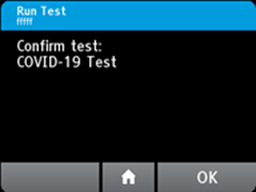 Run Test
fffff
Confirm test:
COVID-19 Test
OK